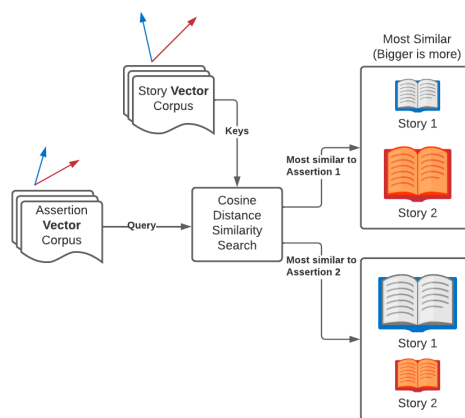 Most Similar
(Bigger is more)
Story Vector
Corpus
Keys
Story 1
Most similar to
Assertion 1
Story 2
Assertion
Vector
Corpus
Query
Cosine
Distance
Similarity
Search
Most similar to
Assertion 2
Story 1
Story 2